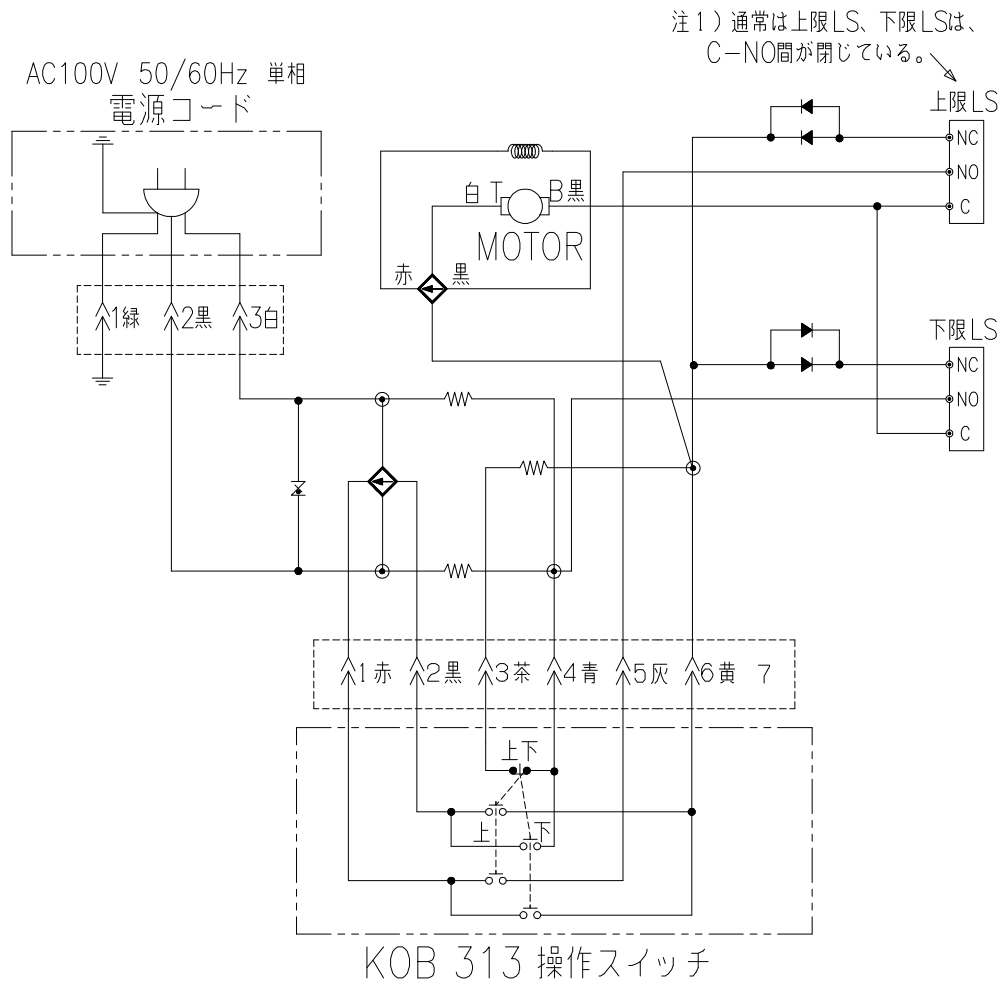 注1）通常は上限LS、下限LSは、
C－NO間が閉じている。
AC100V 50/60Hz 単相
電源コード
上限LS
NC
NO
C
白 T
B 黒
MOTOR
赤
黒
1緑
2黒
3白
下限LS
NC
NO
C
1赤
2黒
3茶
4青
5灰
6黄
7
上下
上
下
KOB 313 操作スイッチ